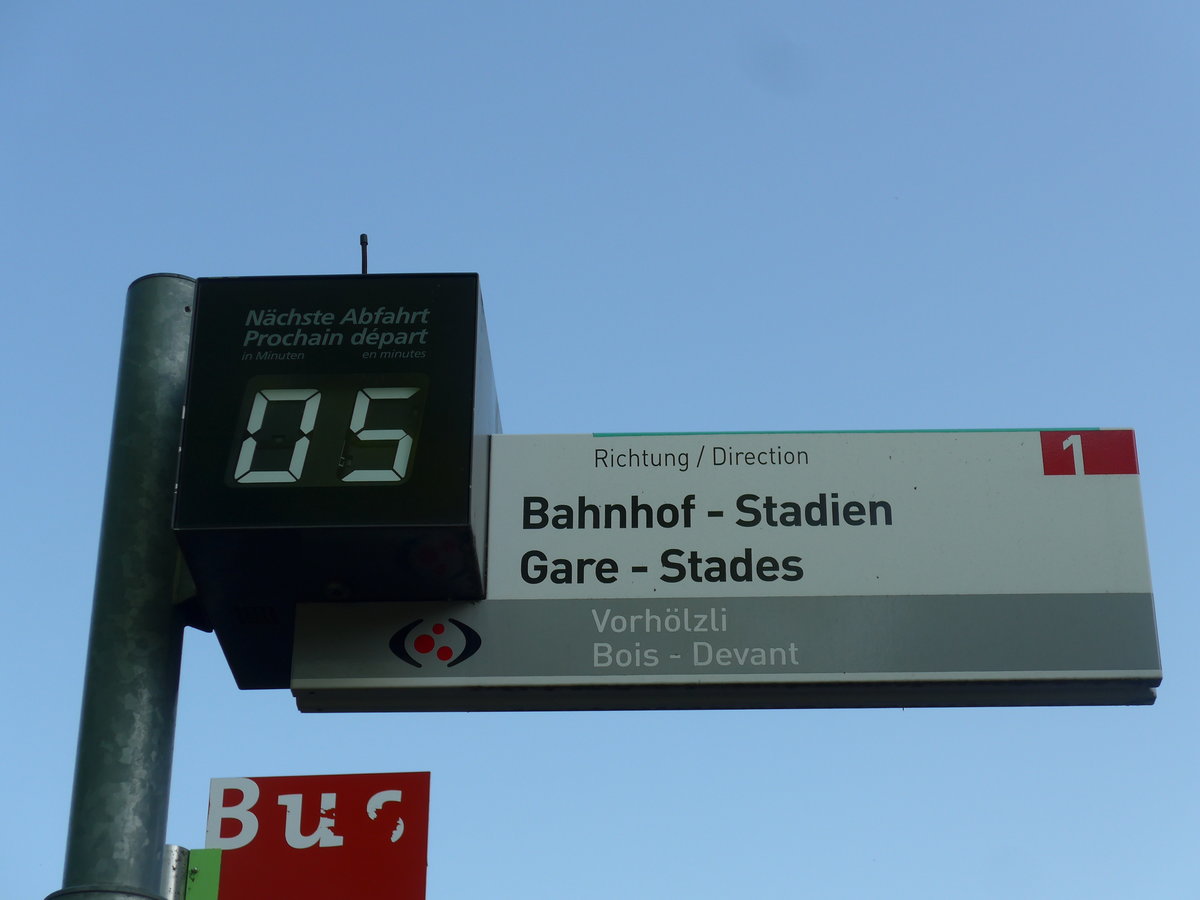 Nächste Abfahrt
Prochain départ
in Minuten en minutes
05
Richtung / Direction
1
Bahnhof - Stadien
Gare - Stades
Vorhölzli
Bois - Devant
Bus